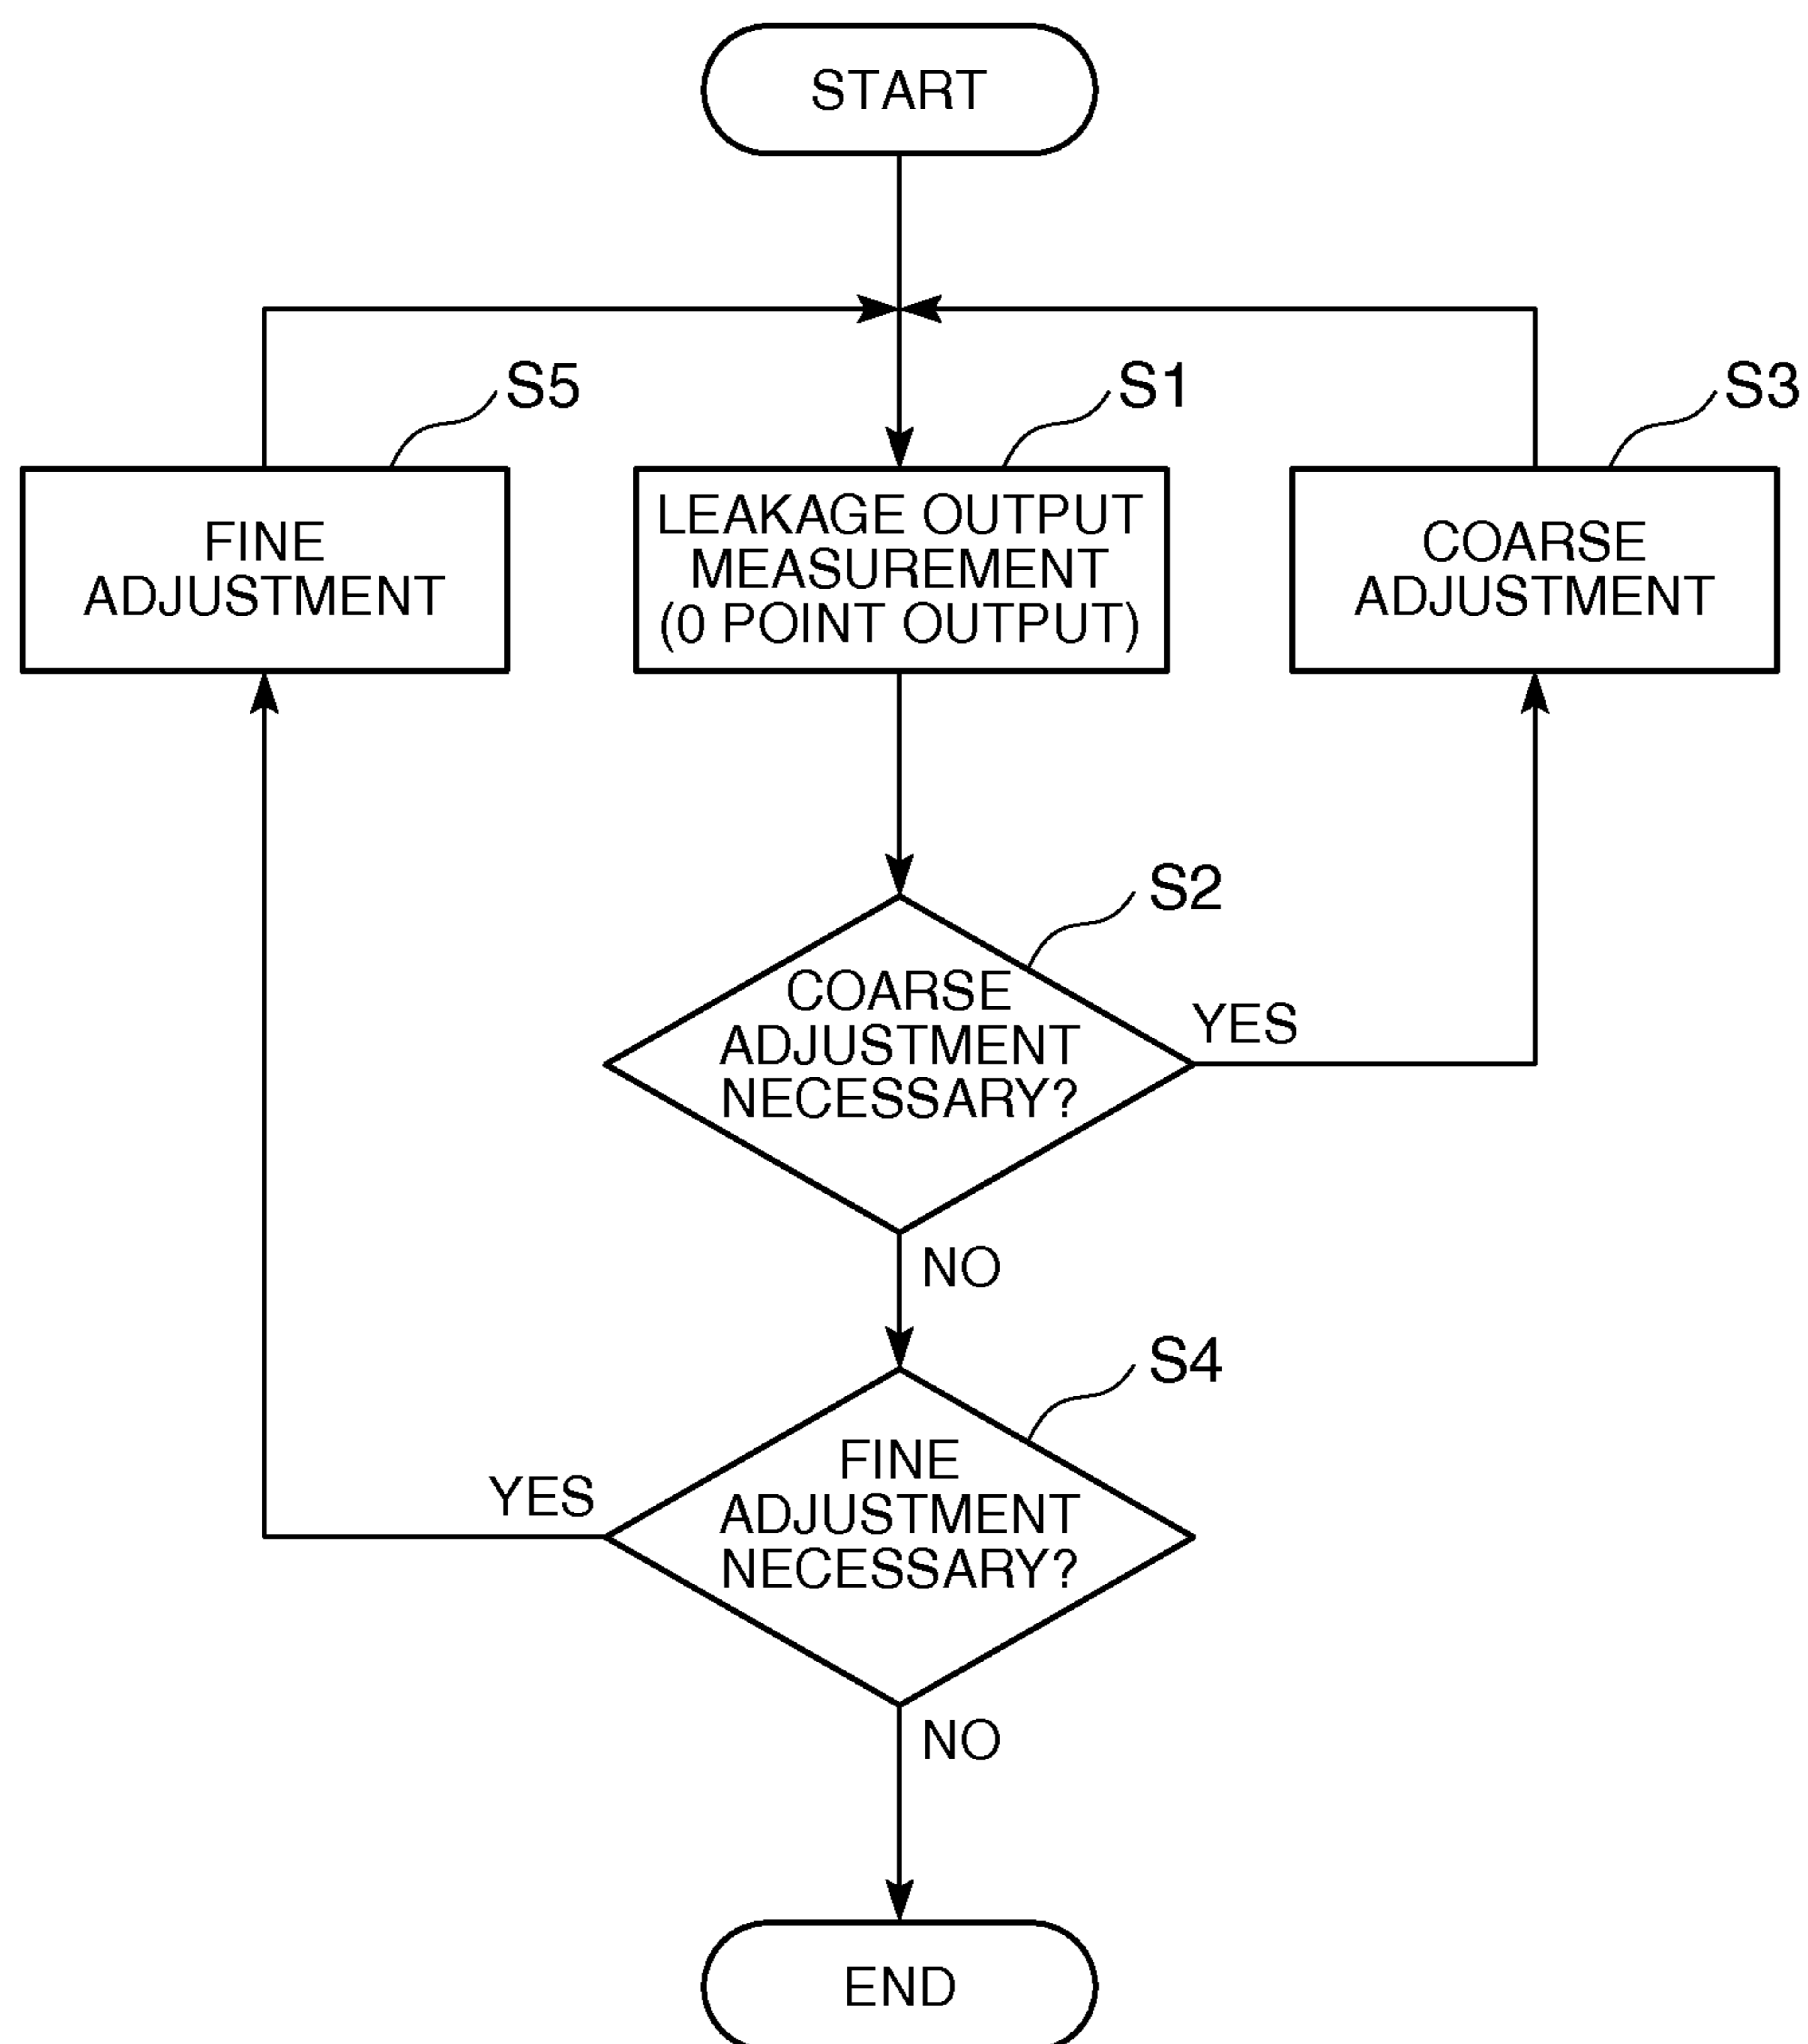 START
S5
S1
S3
FINE
ADJUSTMENT
LEAKAGE OUTPUT
MEASUREMENT
(0 POINT OUTPUT)
COARSE
ADJUSTMENT
S2
COARSE
ADJUSTMENT
NECESSARY?
YES
NO
S4
FINE
ADJUSTMENT
NECESSARY?
YES
NO
END